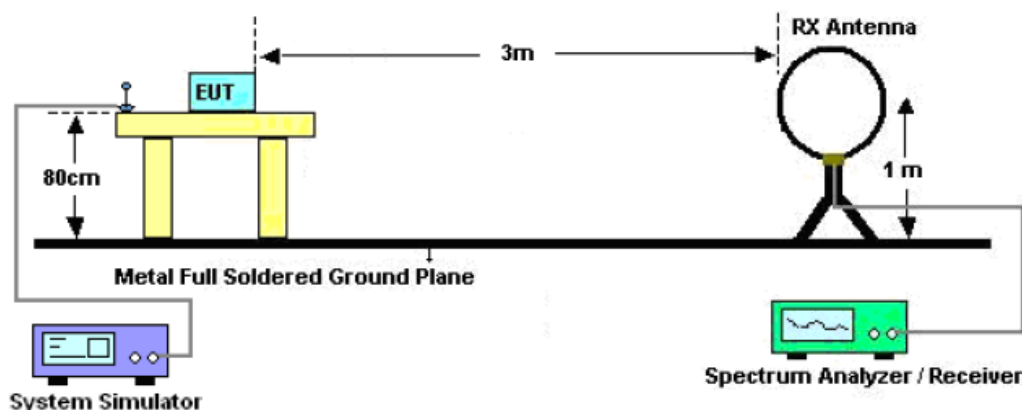 RX Antenna
3m
EUT
80cm
1 m
Metal Full Soldered Ground Plane
System Simulator
Spectrum Analyzer / Receiver